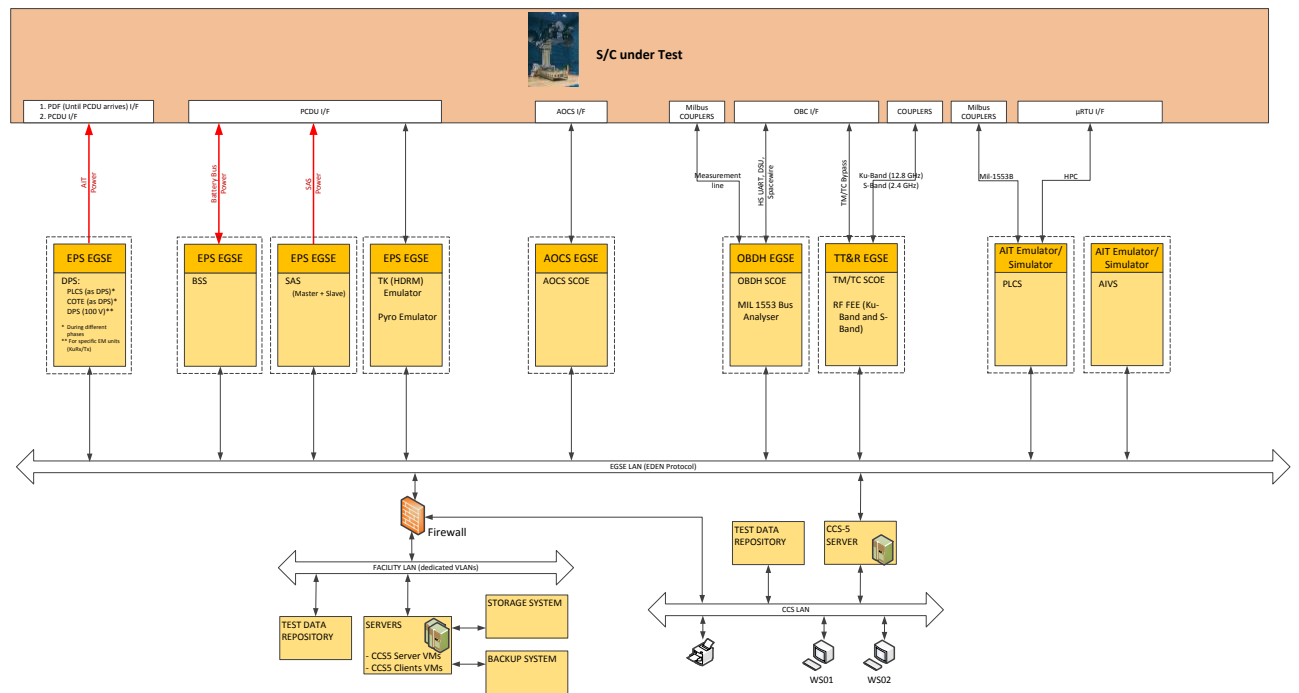 S/C under Test
1. PDF (Until PCDU arrives) I/F
2. PCDU I/F
PCDU I/F
AOCS I/F
Milbus
COUPLERS
OBC I/F
COUPLERS
Milbus
COUPLERS
µRTU I/F
AIT
Power
Battery Bus
Power
SAS
Power
Measurement
line
HS UART, DSU,
Spacewire
TM/TC Bypass
Ku-Band (12.8 GHz)
S-Band (2.4 GHz)
Mil-1553B
HPC
EPS EGSE
DPS:
PLCS (as DPS)*
COTE (as DPS)*
DPS (100 V)**
* During different
phases
** For specific EM units
(KuRx/Tx)
EPS EGSE
BSS
EPS EGSE
SAS
(Master + Slave)
EPS EGSE
TK (HDRM)
Emulator
Pyro Emulator
AOCS EGSE
AOCS SCOE
OBDH EGSE
OBDH SCOE
MIL 1553 Bus
Analyser
TT&R EGSE
TM/TC SCOE
RF FEE (Ku-
Band and S-
Band)
AIT Emulator/
Simulator
PLCS
AIT Emulator/
Simulator
AIVS
EGSE LAN (EDEN Protocol)
Firewall
TEST DATA
REPOSITORY
CCS-5
SERVER
FACILITY LAN (dedicated VLANs)
CCS LAN
TEST DATA
REPOSITORY
SERVERS
- CCS5 Server VMs
- CCS5 Clients VMs
STORAGE SYSTEM
BACKUP SYSTEM
WS01
WS02